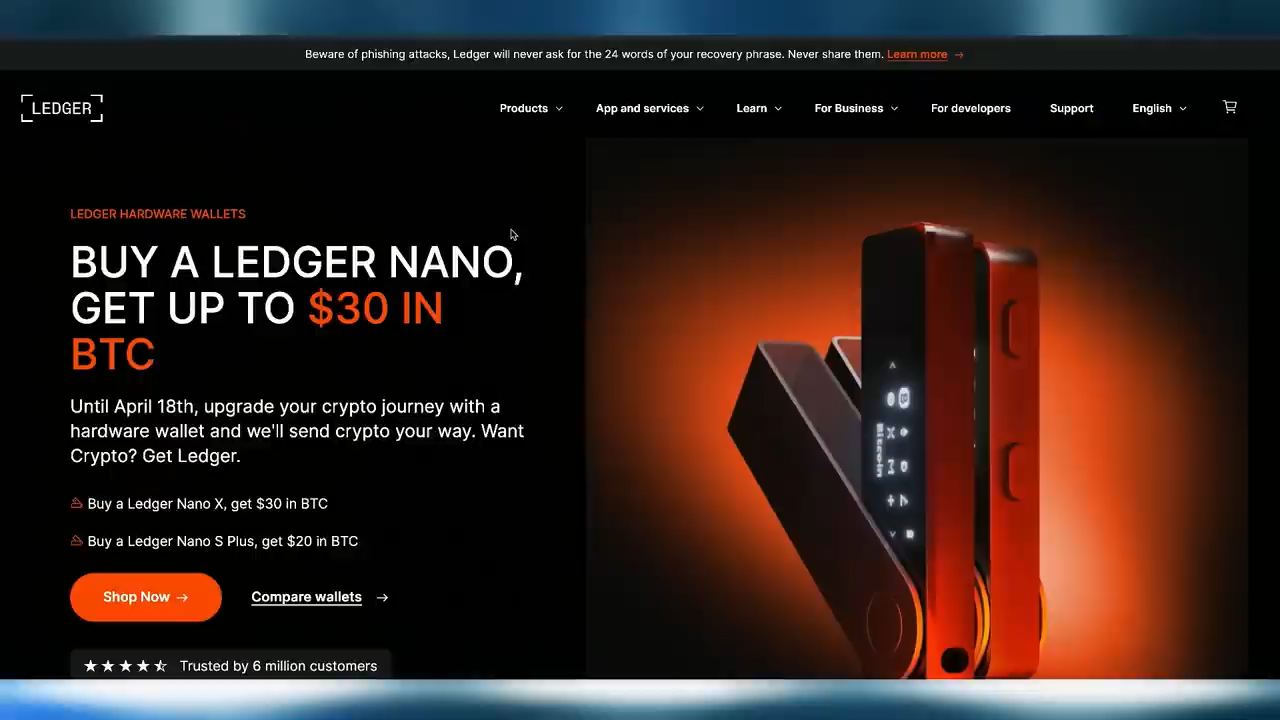 Beware of phishing attacks, Ledger will never ask for the 24 words of your recovery phrase. Never share them. Learn more →
LEDGER
Products
App and services
Learn
For Business
For developers
Support
English
LEDGER HARDWARE WALLETS
BUY A LEDGER NANO,
GET UP TO $30 IN
BTC
Until April 18th, upgrade your crypto journey with a
hardware wallet and we'll send crypto your way. Want
Crypto? Get Ledger.
Buy a Ledger Nano X, get $30 in BTC
Buy a Ledger Nano S Plus, get $20 in BTC
Shop Now →
Compare wallets →
Trusted by 6 million customers
Bitcoin